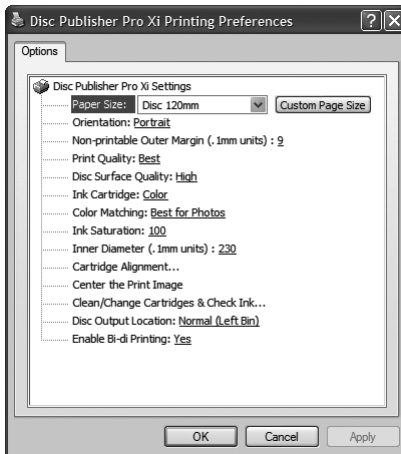 Disc Publisher Pro Xi Printing Preferences
Options
Disc Publisher Pro Xi Settings
Paper Size: Disc 120mm Custom Page Size
Orientation: Portrait
Non-printable Outer Margin (.1mm units) : 9
Print Quality: Best
Disc Surface Quality: High
Ink Cartridge: Color
Color Matching: Best for Photos
Ink Saturation: 100
Inner Diameter (.1mm units) : 230
Cartridge Alignment...
Center the Print Image
Clean/Change Cartridges & Check Ink...
Disc Output Location: Normal (Left Bin)
Enable Bi-di Printing: Yes
OK Cancel Apply